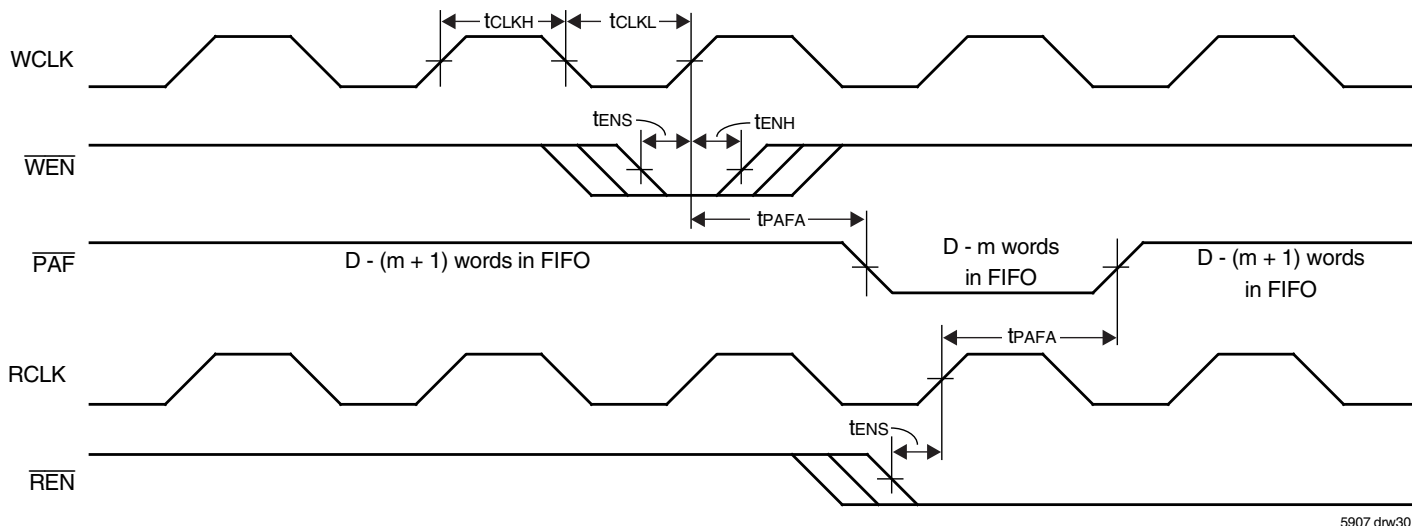 tCLKH
tCLKL
WCLK
tENS
tENH
WEN
tPAFA
PAF
D - (m + 1) words in FIFO
D - m words
in FIFO
D - (m + 1) words
in FIFO
tPAFA
RCLK
tENS
REN
5907 drw30